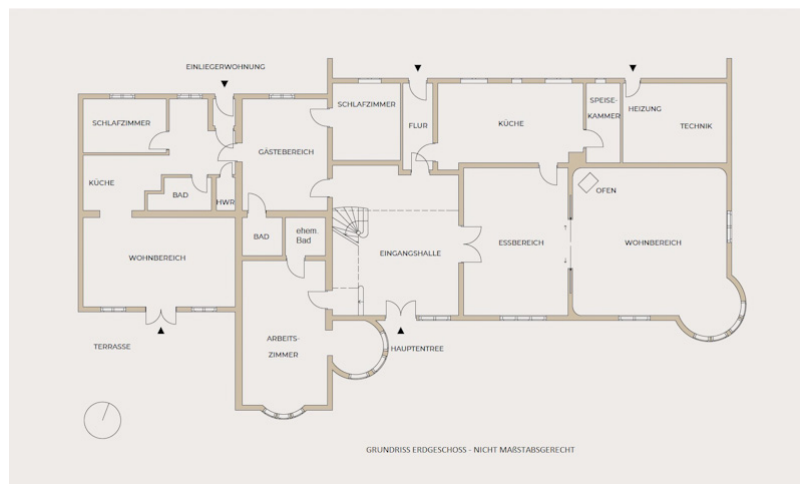 EINLIEGERWOHNUNG
SCHLAFZIMMER
SCHLAFZIMMER
FLUR
KÜCHE
SPEISE-
KAMMER
HEIZUNG
TECHNIK
GÄSTEBEREICH
KÜCHE
BAD
HWR
OFEN
BAD
ehem.
Bad
WOHNBEREICH
EINGANGSHALLE
ESSBEREICH
WOHNBEREICH
TERRASSE
ARBEITS-
ZIMMER
HAUPTENTREE
GRUNDRISS ERDGESCHOSS - NICHT MAßSTABSGERECHT